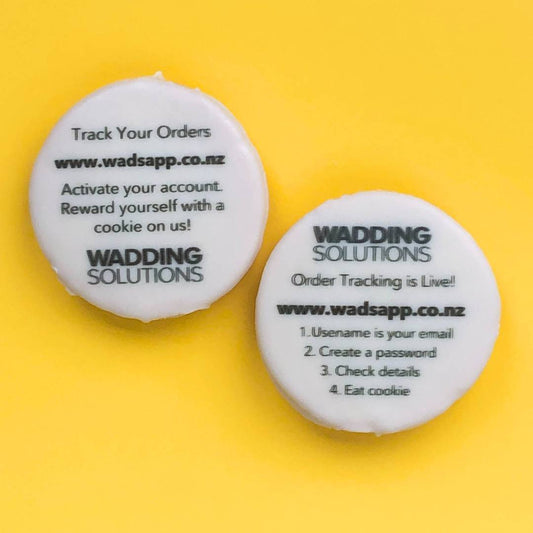 Track Your Orders
www.wadsapp.co.nz
Activate your account.
Reward yourself with a
cookie on us!
WADDING
SOLUTIONS
WADDING
SOLUTIONS
Order Tracking is Live!!
www.wadsapp.co.nz
1.Usename is your email
2. Create a password
3. Check details
4. Eat cookie